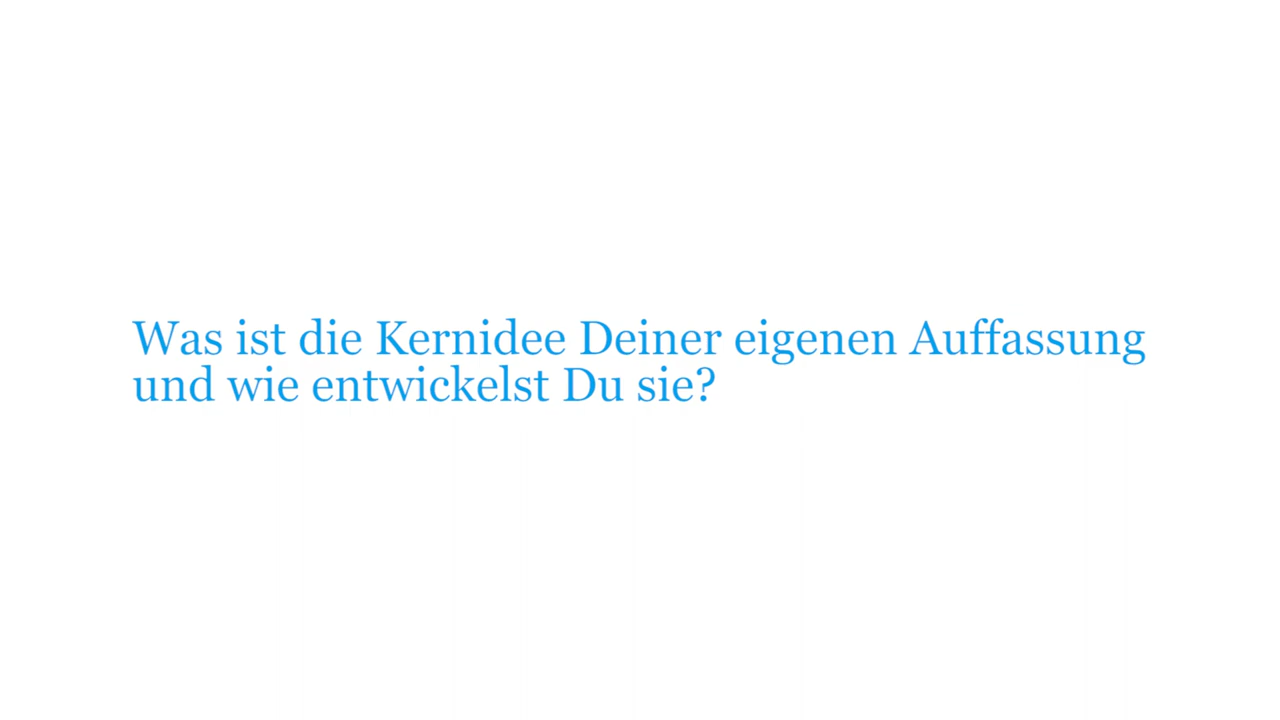 Was ist die Kernidee Deiner eigenen Auffassung
und wie entwickelst Du sie?